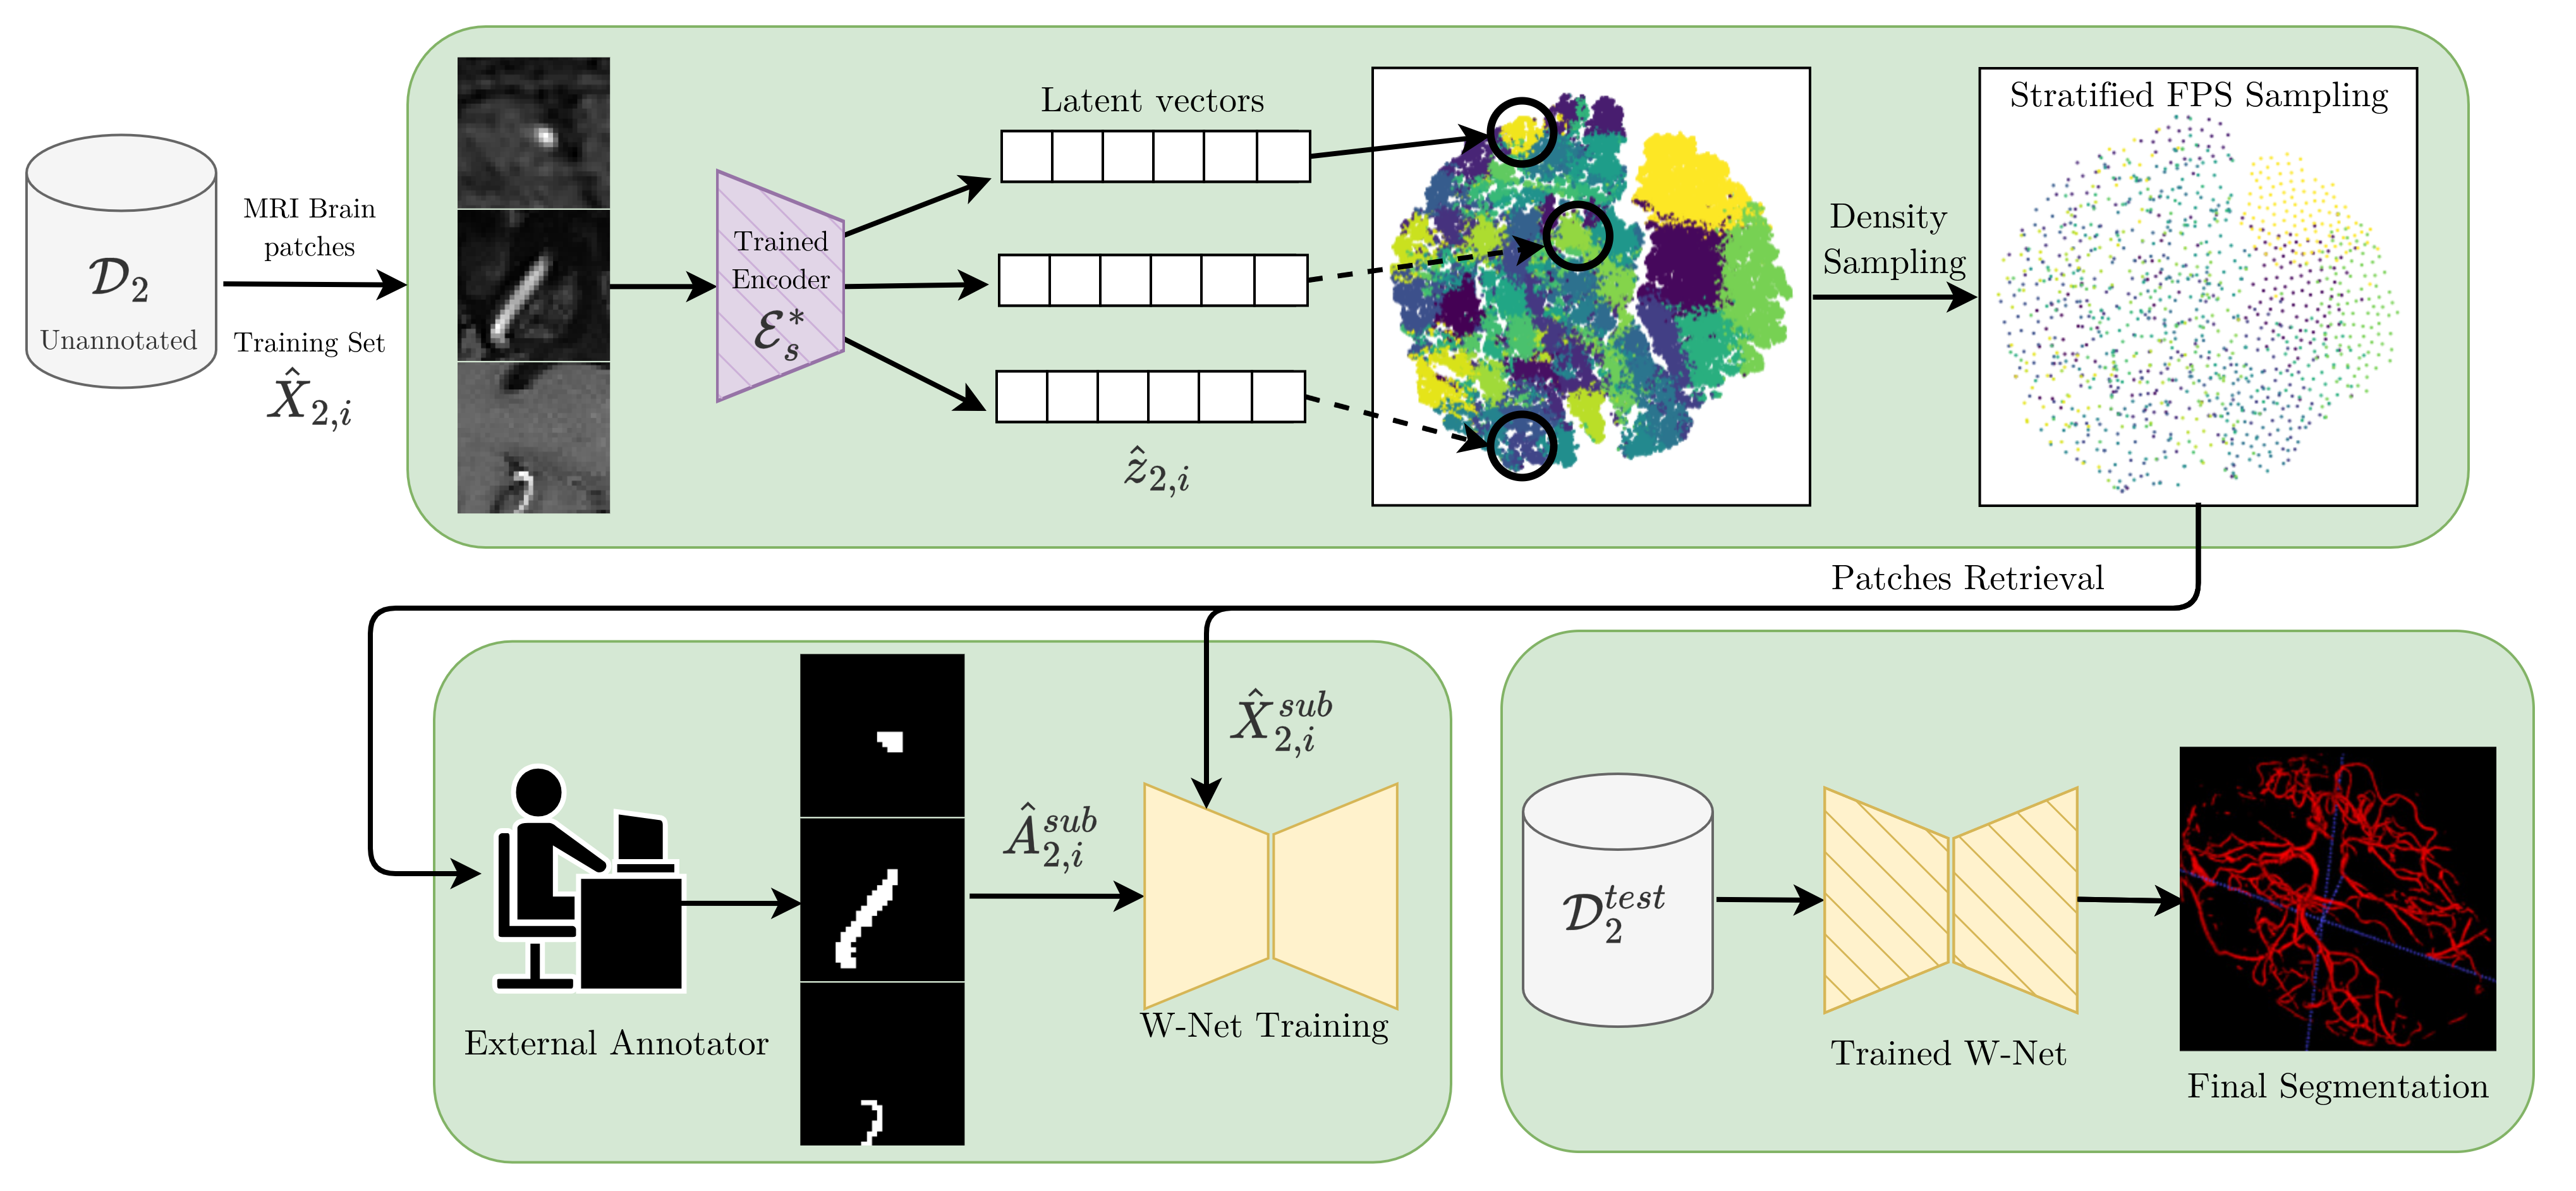 MRI Brain
patches
$\mathcal{D}_2$
Unannotated
Training Set
$\hat{X}_{2,i}$
Trained
Encoder
$\mathcal{E}_s^*$
Latent vectors
$\hat{z}_{2,i}$
Density
Sampling
Stratified FPS Sampling
Patches Retrieval
External Annotator
$\hat{A}_{2,i}^{sub}$
$\hat{X}_{2,i}^{sub}$
W-Net Training
$\mathcal{D}_2^{test}$
Trained W-Net
Final Segmentation